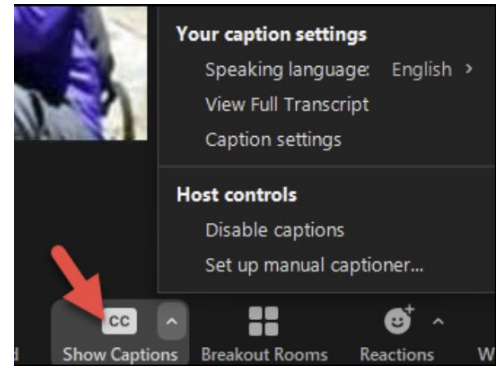 Your caption settings
Speaking language: English >
View Full Transcript
Caption settings
Host controls
Disable captions
Set up manual captioner...
CC
Show Captions Breakout Rooms Reactions